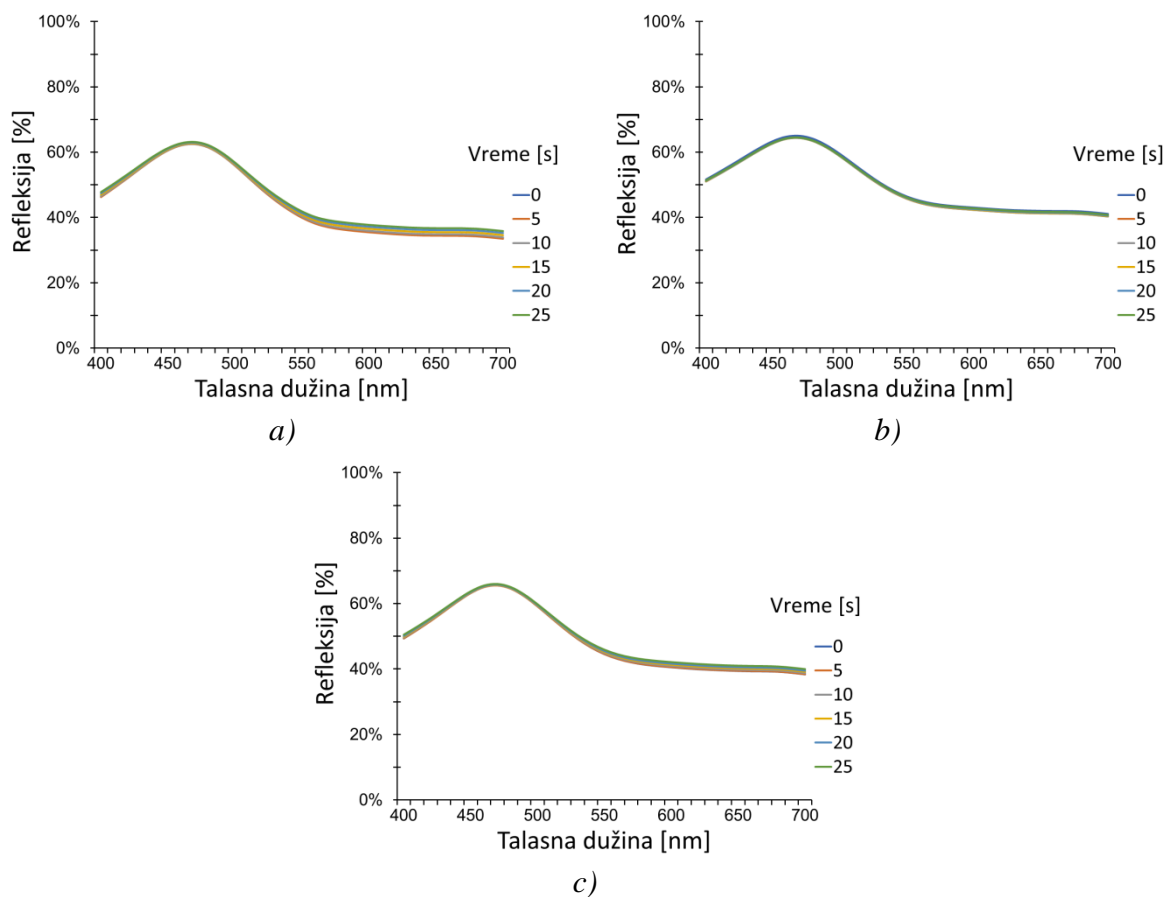 100%
80%
60%
40%
20%
0%
Refleksija [%]
400 450 500 550 600 650 700
Talasna dužina [nm]
Vreme [s]
0
5
10
15
20
25
a)
100%
80%
60%
40%
20%
0%
Refleksija [%]
400 450 500 550 600 650 700
Talasna dužina [nm]
Vreme [s]
0
5
10
15
20
25
b)
100%
80%
60%
40%
20%
0%
Refleksija [%]
400 450 500 550 600 650 700
Talasna dužina [nm]
Vreme [s]
0
5
10
15
20
25
c)